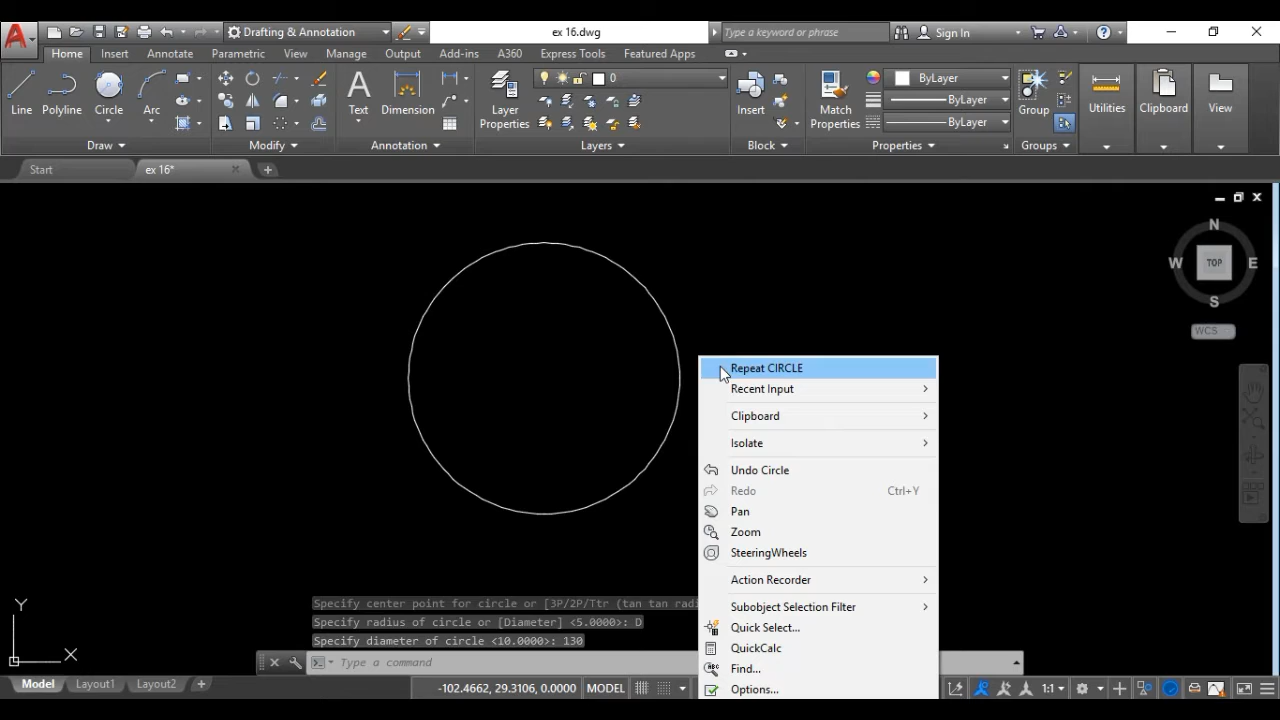 Drafting & Annotation
ex 16.dwg
Type a keyword or phrase
Sign In
Home Insert Annotate Parametric View Manage Output Add-ins A360 Express Tools Featured Apps
Line Polyline Circle Arc
Text Dimension
Layer Properties
0
Insert
Match Properties
ByLayer
ByLayer
ByLayer
Group
Utilities
Clipboard
View
Draw Modify Annotation Layers Block Properties Groups
Start ex 16*
N
W TOP E
S
WCS
Repeat CIRCLE
Recent Input
Clipboard
Isolate
Undo Circle
Redo Ctrl+Y
Pan
Zoom
SteeringWheels
Action Recorder
Subobject Selection Filter
Quick Select...
QuickCalc
Find...
Options...
Y
X
Specify center point for circle or [3P/2P/Ttr (tan tan radi
Specify radius of circle or [Diameter] <5.0000>: D
Specify diameter of circle <10.0000>: 130
Type a command
Model Layout1 Layout2
-102.4662, 29.3106, 0.0000 MODEL
1:1